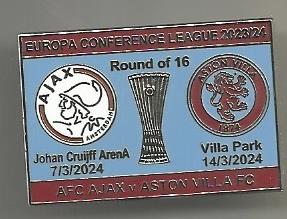 EUROPA CONFERENCE LEAGUE 2023/24
Round of 16
AJAX
AMSTERDAM
ASTON VILLA
1874
Johan Cruijff ArenA
7/3/2024
Villa Park
14/3/2024
AFC AJAX v ASTON VILLA FC